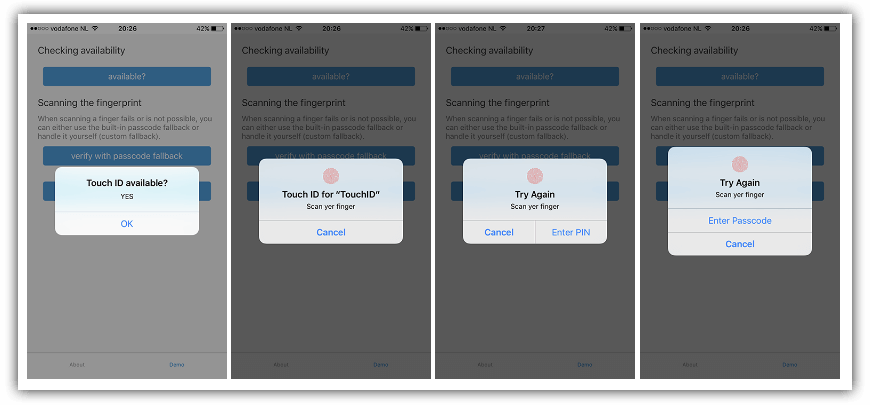 vodafone NL 20:26 42%
Checking availability
available?
Scanning the fingerprint
When scanning a finger fails or is not possible, you
can either use the built-in passcode fallback or
handle it yourself (custom fallback).
verify with passcode fallback
Touch ID available?
YES
OK
About Demo
vodafone NL 20:26 42%
Checking availability
available?
Scanning the fingerprint
When scanning a finger fails or is not possible, you
can either use the built-in passcode fallback or
handle it yourself (custom fallback).
verify with passcode fallback
Touch ID for “TouchID”
Scan yer finger
Cancel
About Demo
vodafone NL 20:27 42%
Checking availability
available?
Scanning the fingerprint
When scanning a finger fails or is not possible, you
can either use the built-in passcode fallback or
handle it yourself (custom fallback).
verify with passcode fallback
Try Again
Scan yer finger
Cancel Enter PIN
About Demo
vodafone NL 20:26 42%
Checking availability
available?
Scanning the fingerprint
When scanning a finger fails or is not possible, you
can either use the built-in passcode fallback or
handle it yourself (custom fallback).
Try Again
Scan yer finger
Enter Passcode
Cancel
About Demo